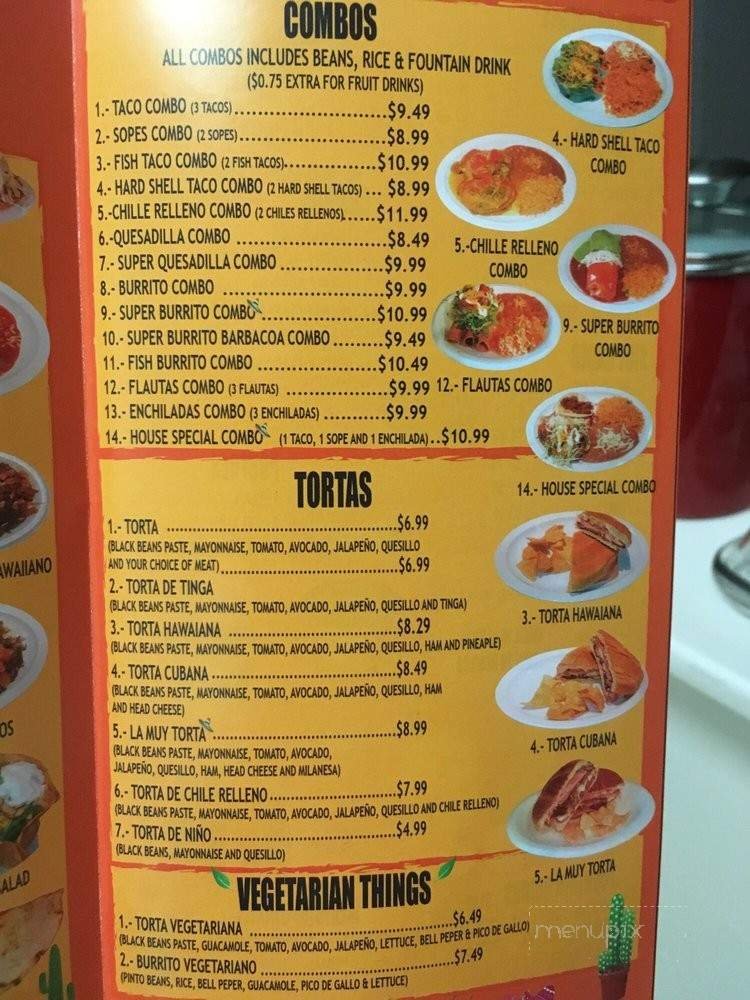 COMBOS
ALL COMBOS INCLUDES BEANS, RICE & FOUNTAIN DRINK
($0.75 EXTRA FOR FRUIT DRINKS)
1.- TACO COMBO (3 TACOS)..............................$9.49
2.- SOPES COMBO (2 SOPES)..............................$8.99
3.- FISH TACO COMBO (2 FISH TACOS)....................$10.99
4.- HARD SHELL TACO COMBO (2 HARD SHELL TACOS) ... $8.99
5.-CHILLE RELLENO COMBO (2 CHILES RELLENOS)......$11.99
6.-QUESADILLA COMBO ..............................$8.49
7.- SUPER QUESADILLA COMBO ....................$9.99
8.- BURRITO COMBO ..............................$9.99
9.- SUPER BURRITO COMBO ....................$10.99
10.- SUPER BURRITO BARBACOA COMBO ..........$9.49
11.- FISH BURRITO COMBO ....................$10.49
12.- FLAUTAS COMBO (3 FLAUTAS) ....................$9.99
13.- ENCHILADAS COMBO (3 ENCHILADAS) ............$9.99
14.- HOUSE SPECIAL COMBO (1 TACO, 1 SOPE AND 1 ENCHILADA)..$10.99
4.- HARD SHELL TACO
COMBO
5.-CHILLE RELLENO
COMBO
9.- SUPER BURRITO
COMBO
12.- FLAUTAS COMBO
14.- HOUSE SPECIAL COMBO
TORTAS
1.- TORTA ........................................$6.99
(BLACK BEANS PASTE, MAYONNAISE, TOMATO, AVOCADO, JALAPEÑO, QUESILLO
AND YOUR CHOICE OF MEAT)..............................$6.99
2.- TORTA DE TINGA
(BLACK BEANS PASTE, MAYONNAISE, TOMATO, AVOCADO, JALAPEÑO, QUESILLO AND TINGA)
3.- TORTA HAWAIANA ..............................$8.29
(BLACK BEANS PASTE, MAYONNAISE, TOMATO, AVOCADO, JALAPEÑO, QUESILLO, HAM AND PINEAPLE)
4.- TORTA CUBANA ..............................$8.49
(BLACK BEANS PASTE, MAYONNAISE, TOMATO, AVOCADO, JALAPEÑO, QUESILLO, HAM
AND HEAD CHEESE)
5.- LA MUY TORTA ..............................$8.99
(BLACK BEANS PASTE, MAYONNAISE, TOMATO, AVOCADO,
JALAPEÑO, QUESILLO, HAM, HEAD CHEESE AND MILANESA)
6.- TORTA DE CHILE RELLENO....................$7.99
(BLACK BEANS PASTE, MAYONNAISE, TOMATO, AVOCADO, JALAPEÑO, QUESILLO AND CHILE RELLENO)
7.- TORTA DE NIÑO ..............................$4.99
(BLACK BEANS, MAYONNAISE AND QUESILLO)
3.- TORTA HAWAIANA
4.- TORTA CUBANA
5.- LA MUY TORTA
VEGETARIAN THINGS
1.- TORTA VEGETARIANA ..............................$6.49
(BLACK BEANS PASTE, GUACAMOLE, TOMATO, AVOCADO, JALAPEÑO, LETTUCE, BELL PEPER & PICO DE GALLO)
2.- BURRITO VEGETARIANO ..............................$7.49
(PINTO BEANS, RICE, BELL PEPER, GUACAMOLE, PICO DE GALLO & LETTUCE)
AWAIIANO
OS
ALAD
menupix